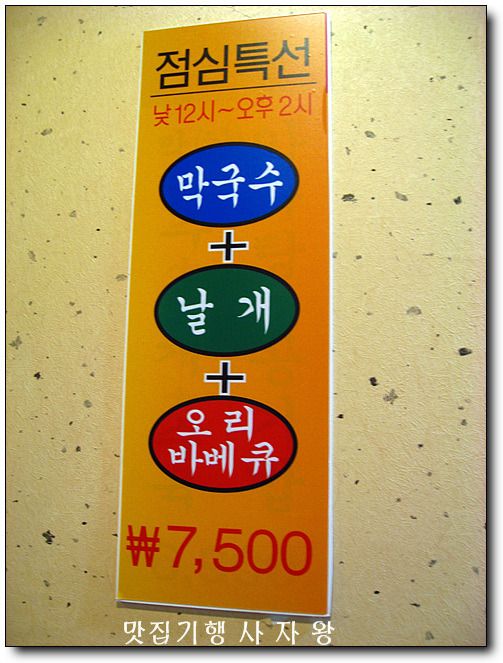 점심특선
낮12시~오후2시
막국수
+
날개
+
오리
바베큐
₩7,500
맛집기행 사 자 왕